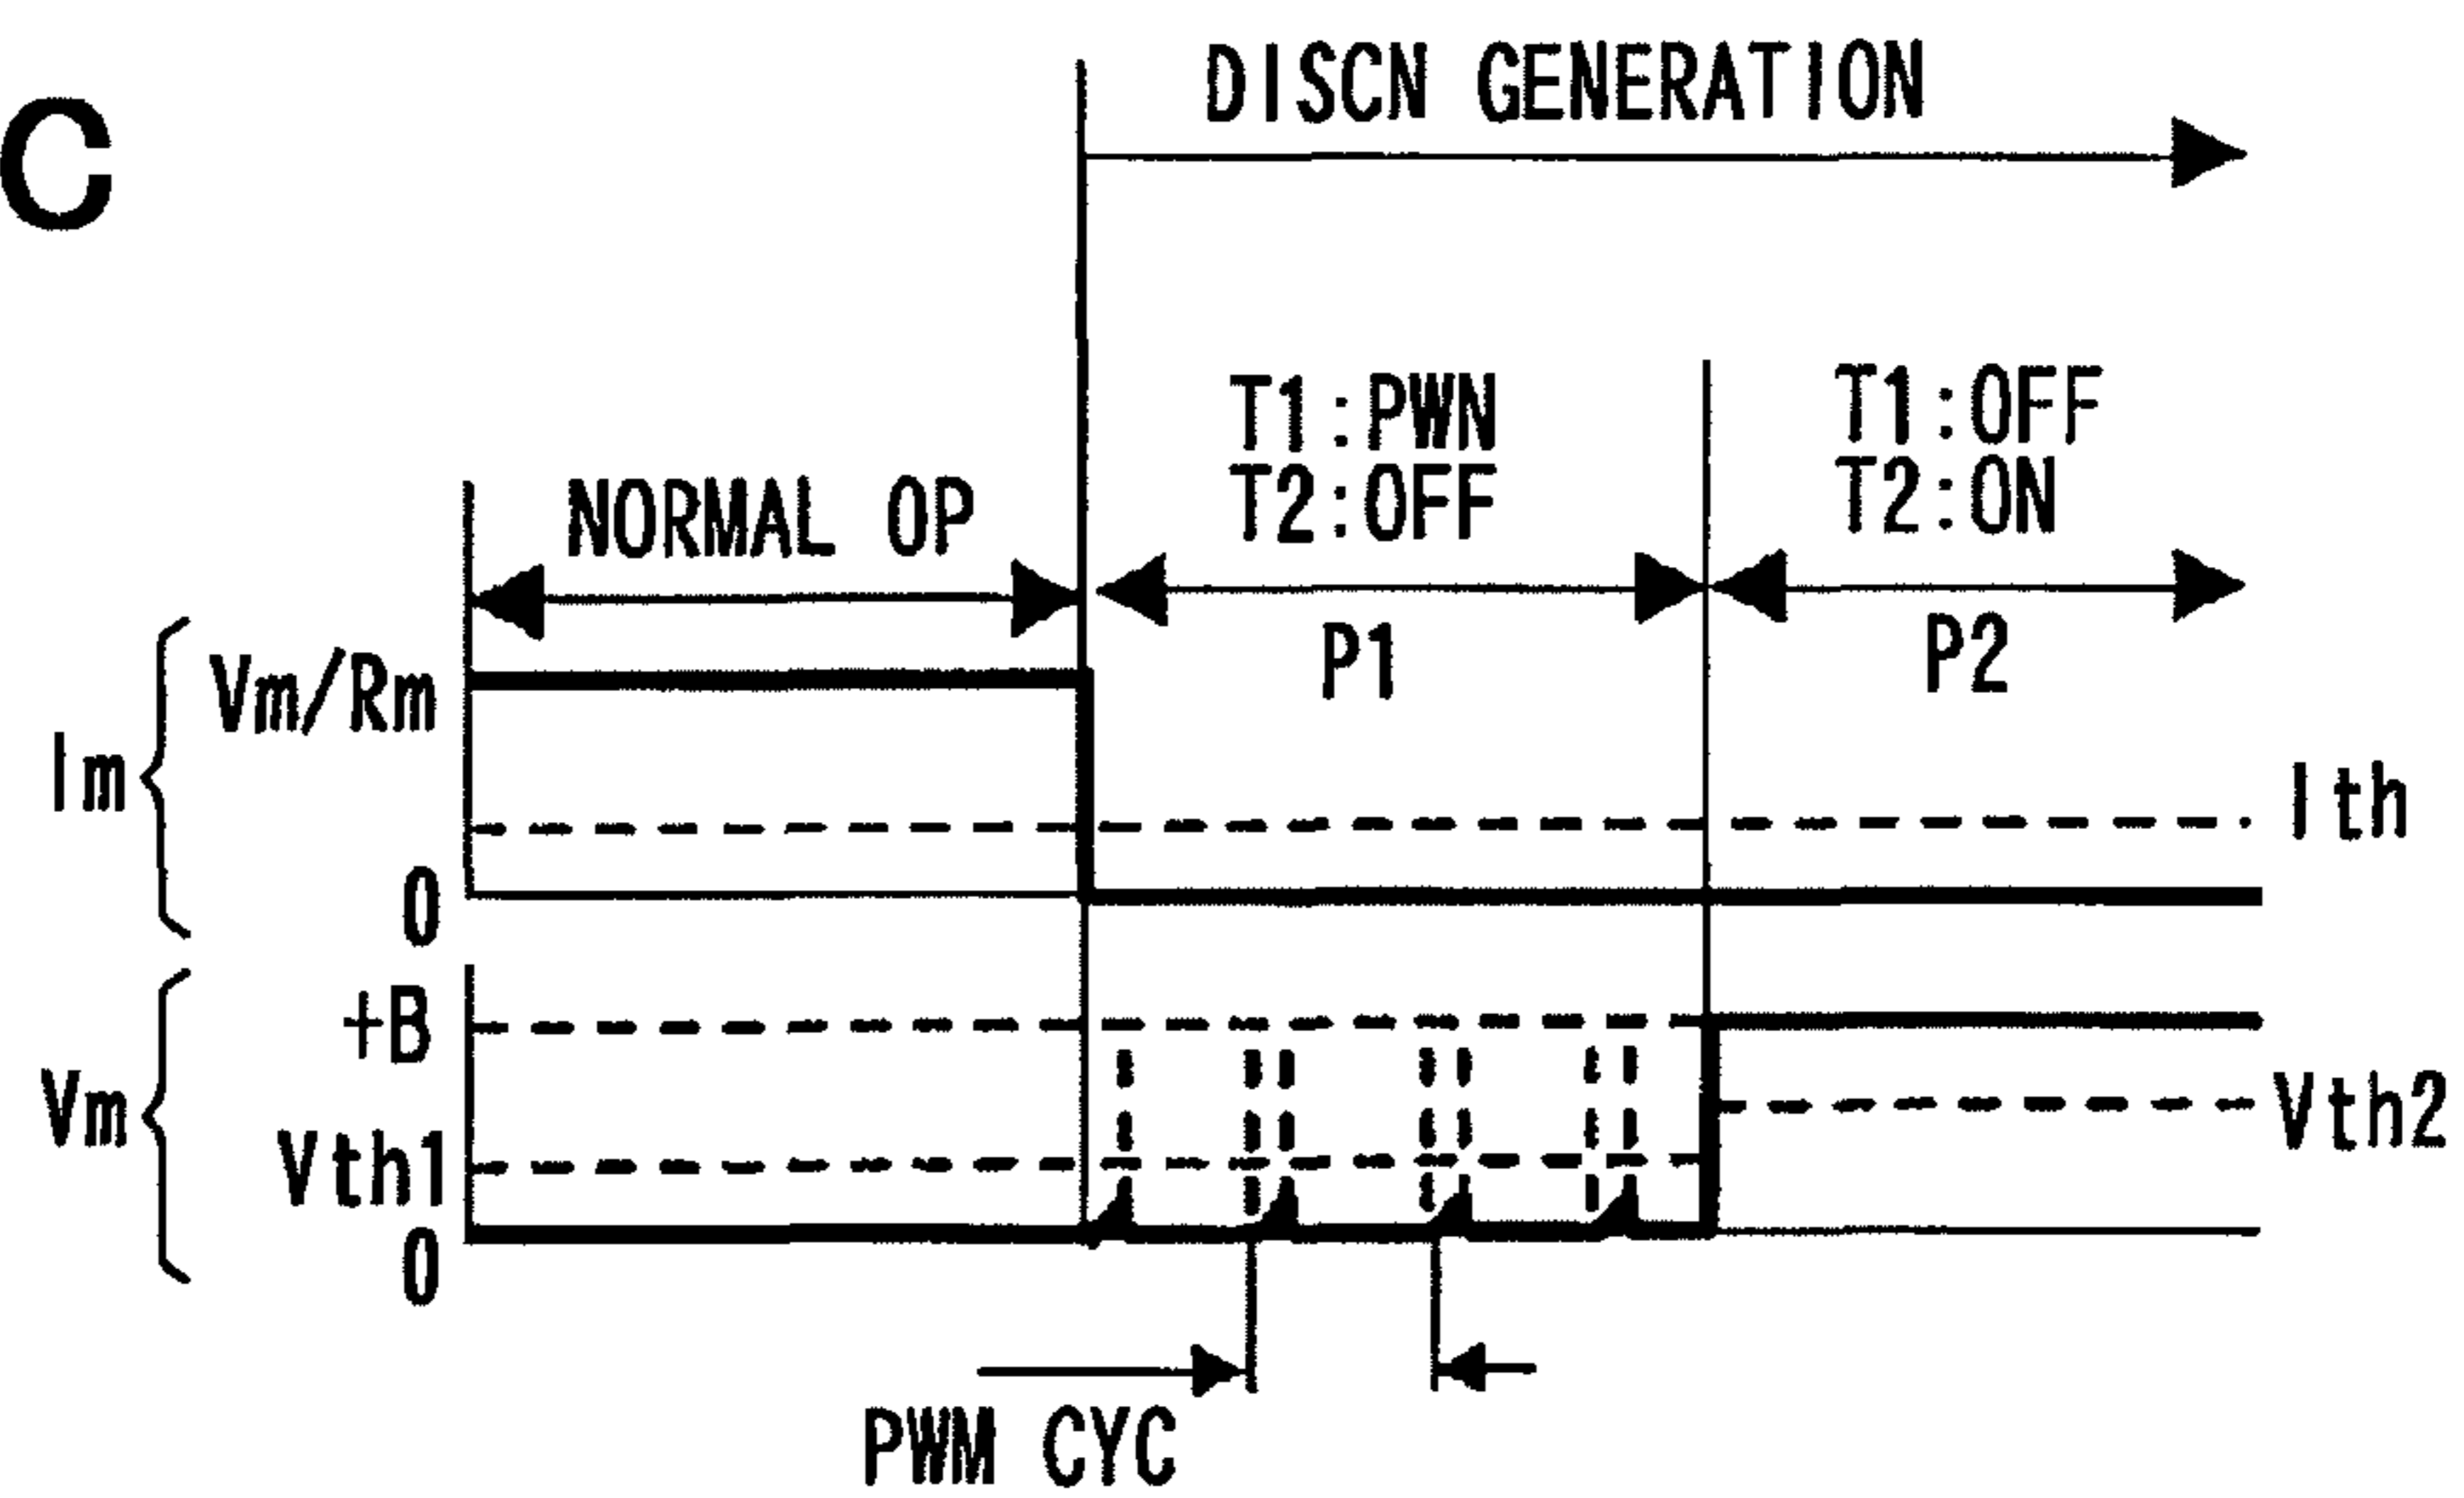 C
DISCN GENERATION
T1:PWN
T2:OFF
T1:OFF
T2:ON
NORMAL OP
P1
P2
Im
Vm/Rm
Ith
0
Vm
+B
Vth1
Vth2
0
PWM CYC